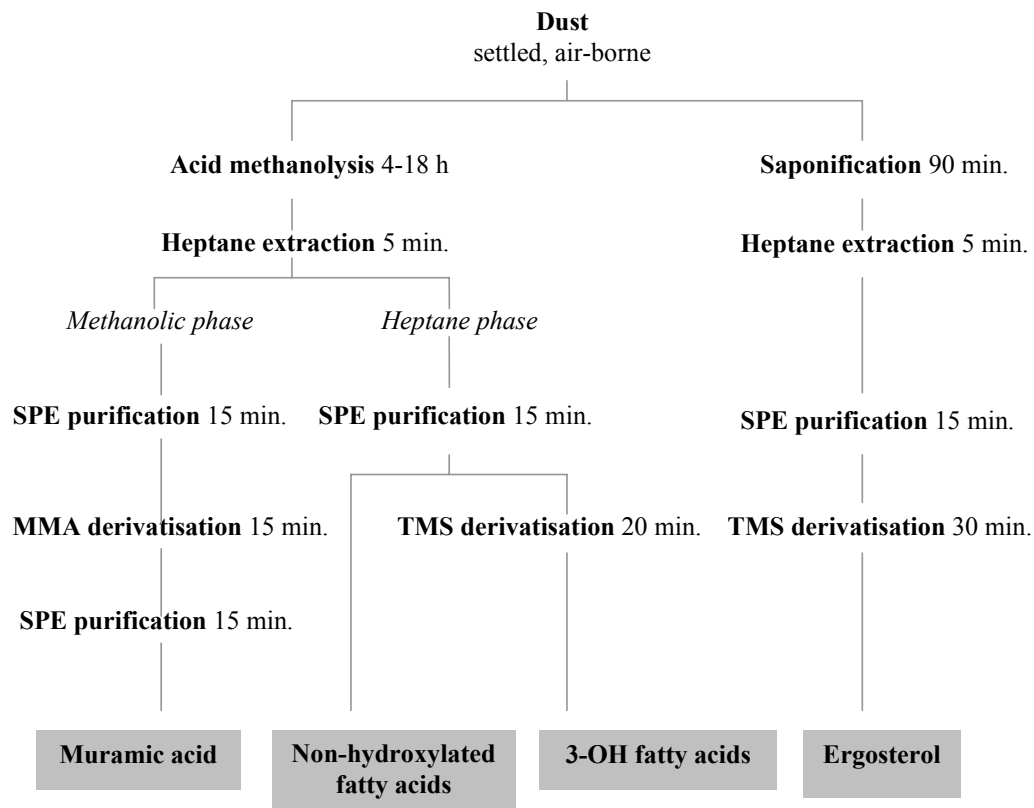 Dust
settled, air-borne
Acid methanolysis 4-18 h
Saponification 90 min.
Heptane extraction 5 min.
Heptane extraction 5 min.
Methanolic phase
Heptane phase
SPE purification 15 min.
SPE purification 15 min.
SPE purification 15 min.
MMA derivatisation 15 min.
TMS derivatisation 20 min.
TMS derivatisation 30 min.
SPE purification 15 min.
Muramic acid
Non-hydroxylated
fatty acids
3-OH fatty acids
Ergosterol